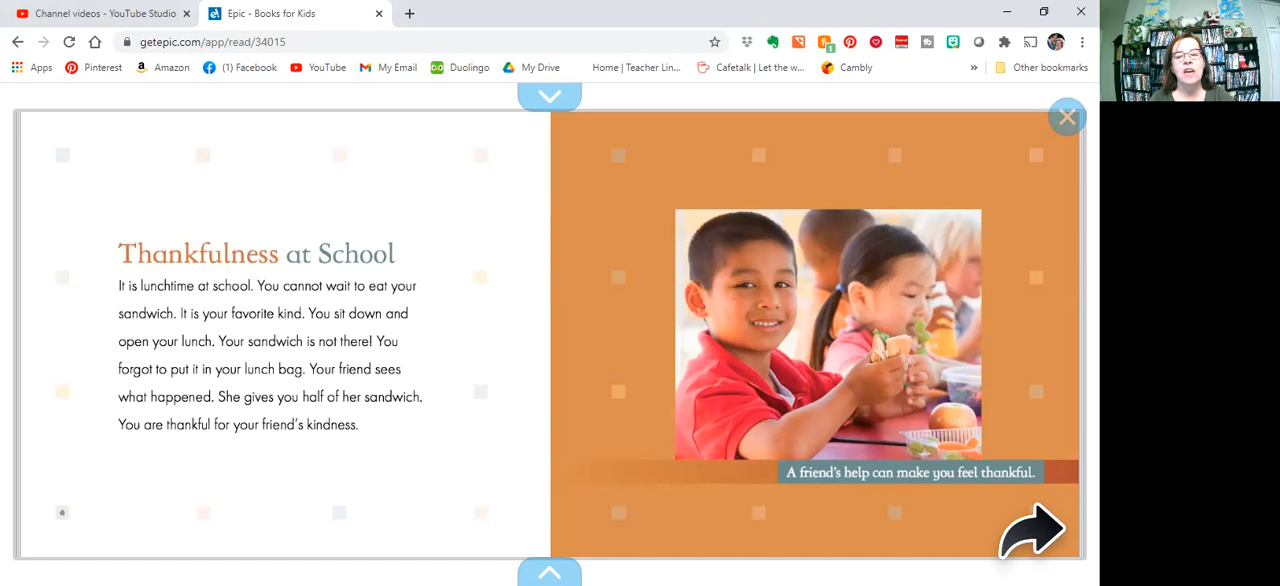 Channel videos - YouTube Studio
Epic - Books for Kids
getepic.com/app/read/34015
Apps
Pinterest
Amazon
(1) Facebook
YouTube
My Email
Duolingo
My Drive
Home | Teacher Lin...
Cafetalk | Let the w...
Cambly
»
Other bookmarks
Thankfulness at School
It is lunchtime at school. You cannot wait to eat your
sandwich. It is your favorite kind. You sit down and
open your lunch. Your sandwich is not there! You
forgot to put it in your lunch bag. Your friend sees
what happened. She gives you half of her sandwich.
You are thankful for your friend's kindness.
6
A friend's help can make you feel thankful.